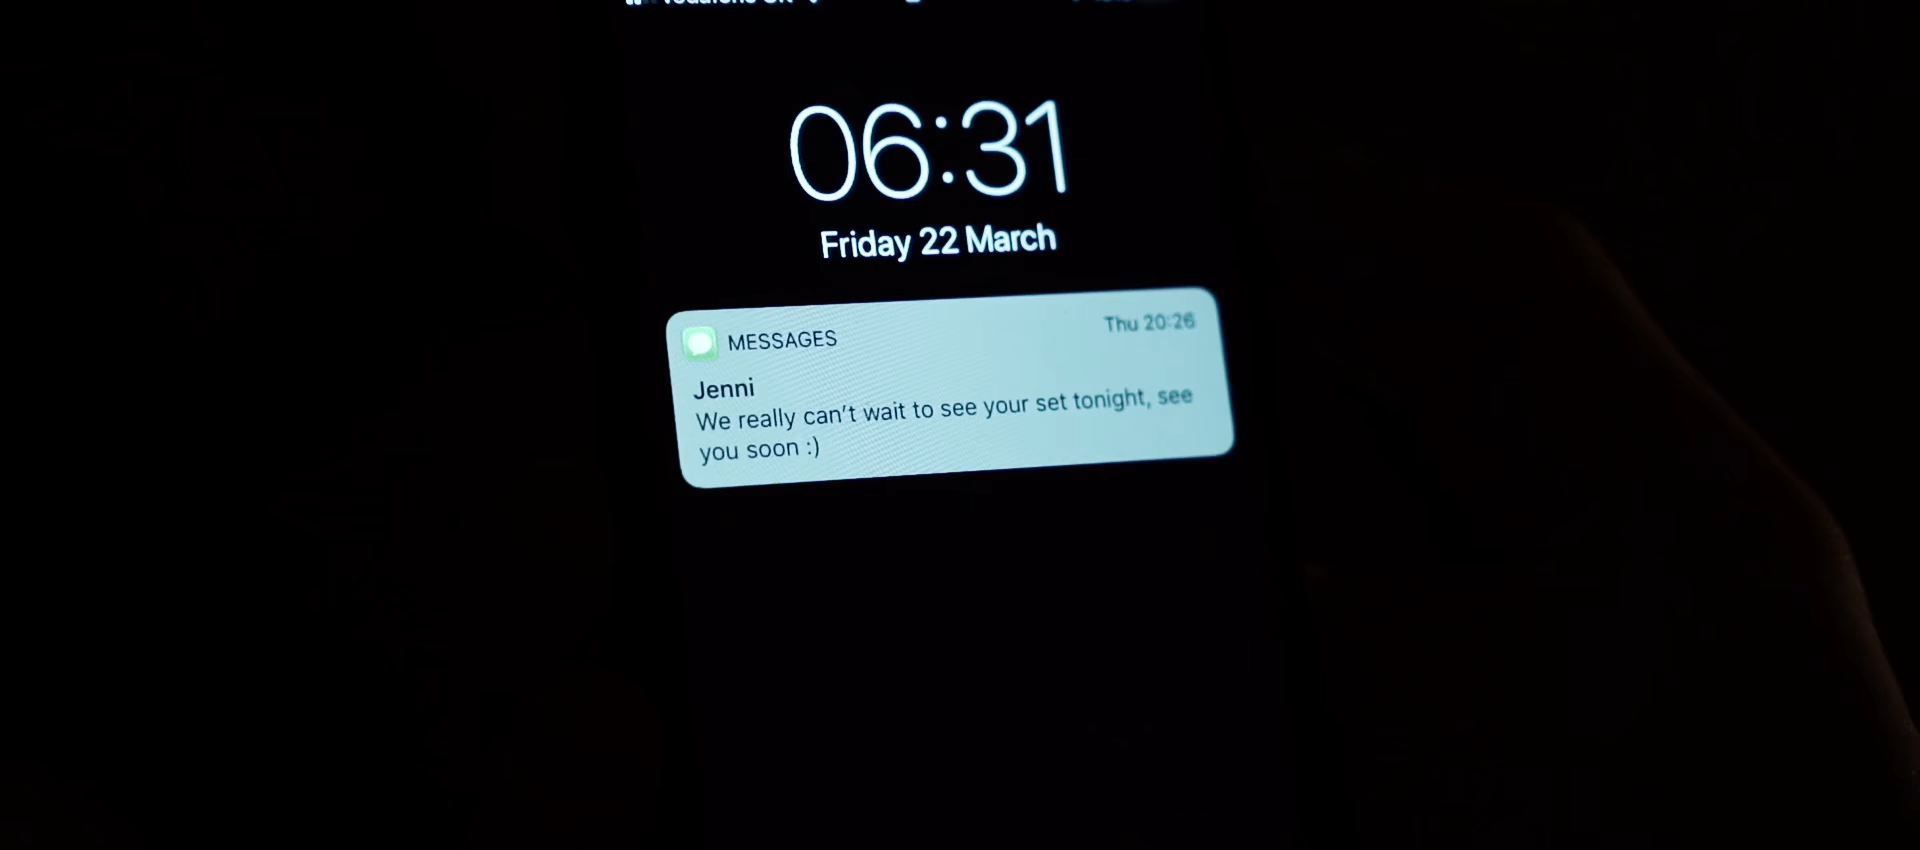 06:31
Friday 22 March
MESSAGES
Thu 20:26
Jenni
We really can't wait to see your set tonight, see
you soon :)